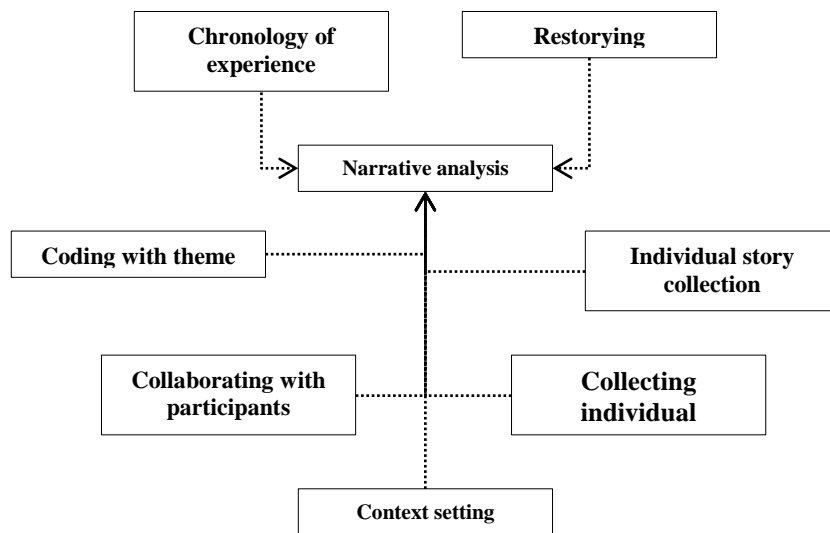 Chronology of
experience
Restorying
Narrative analysis
Coding with theme
Individual story
collection
Collaborating with
participants
Collecting
individual
Context setting